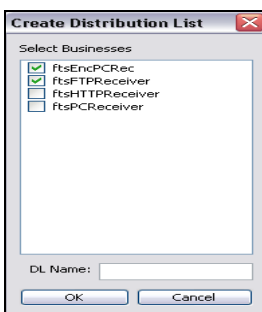 Create Distribution List
Select Businesses
ftsEncPCRec
ftsFTPReceiver
ftsHTTPReceiver
ftsPCReceiver
DL Name:
OK Cancel